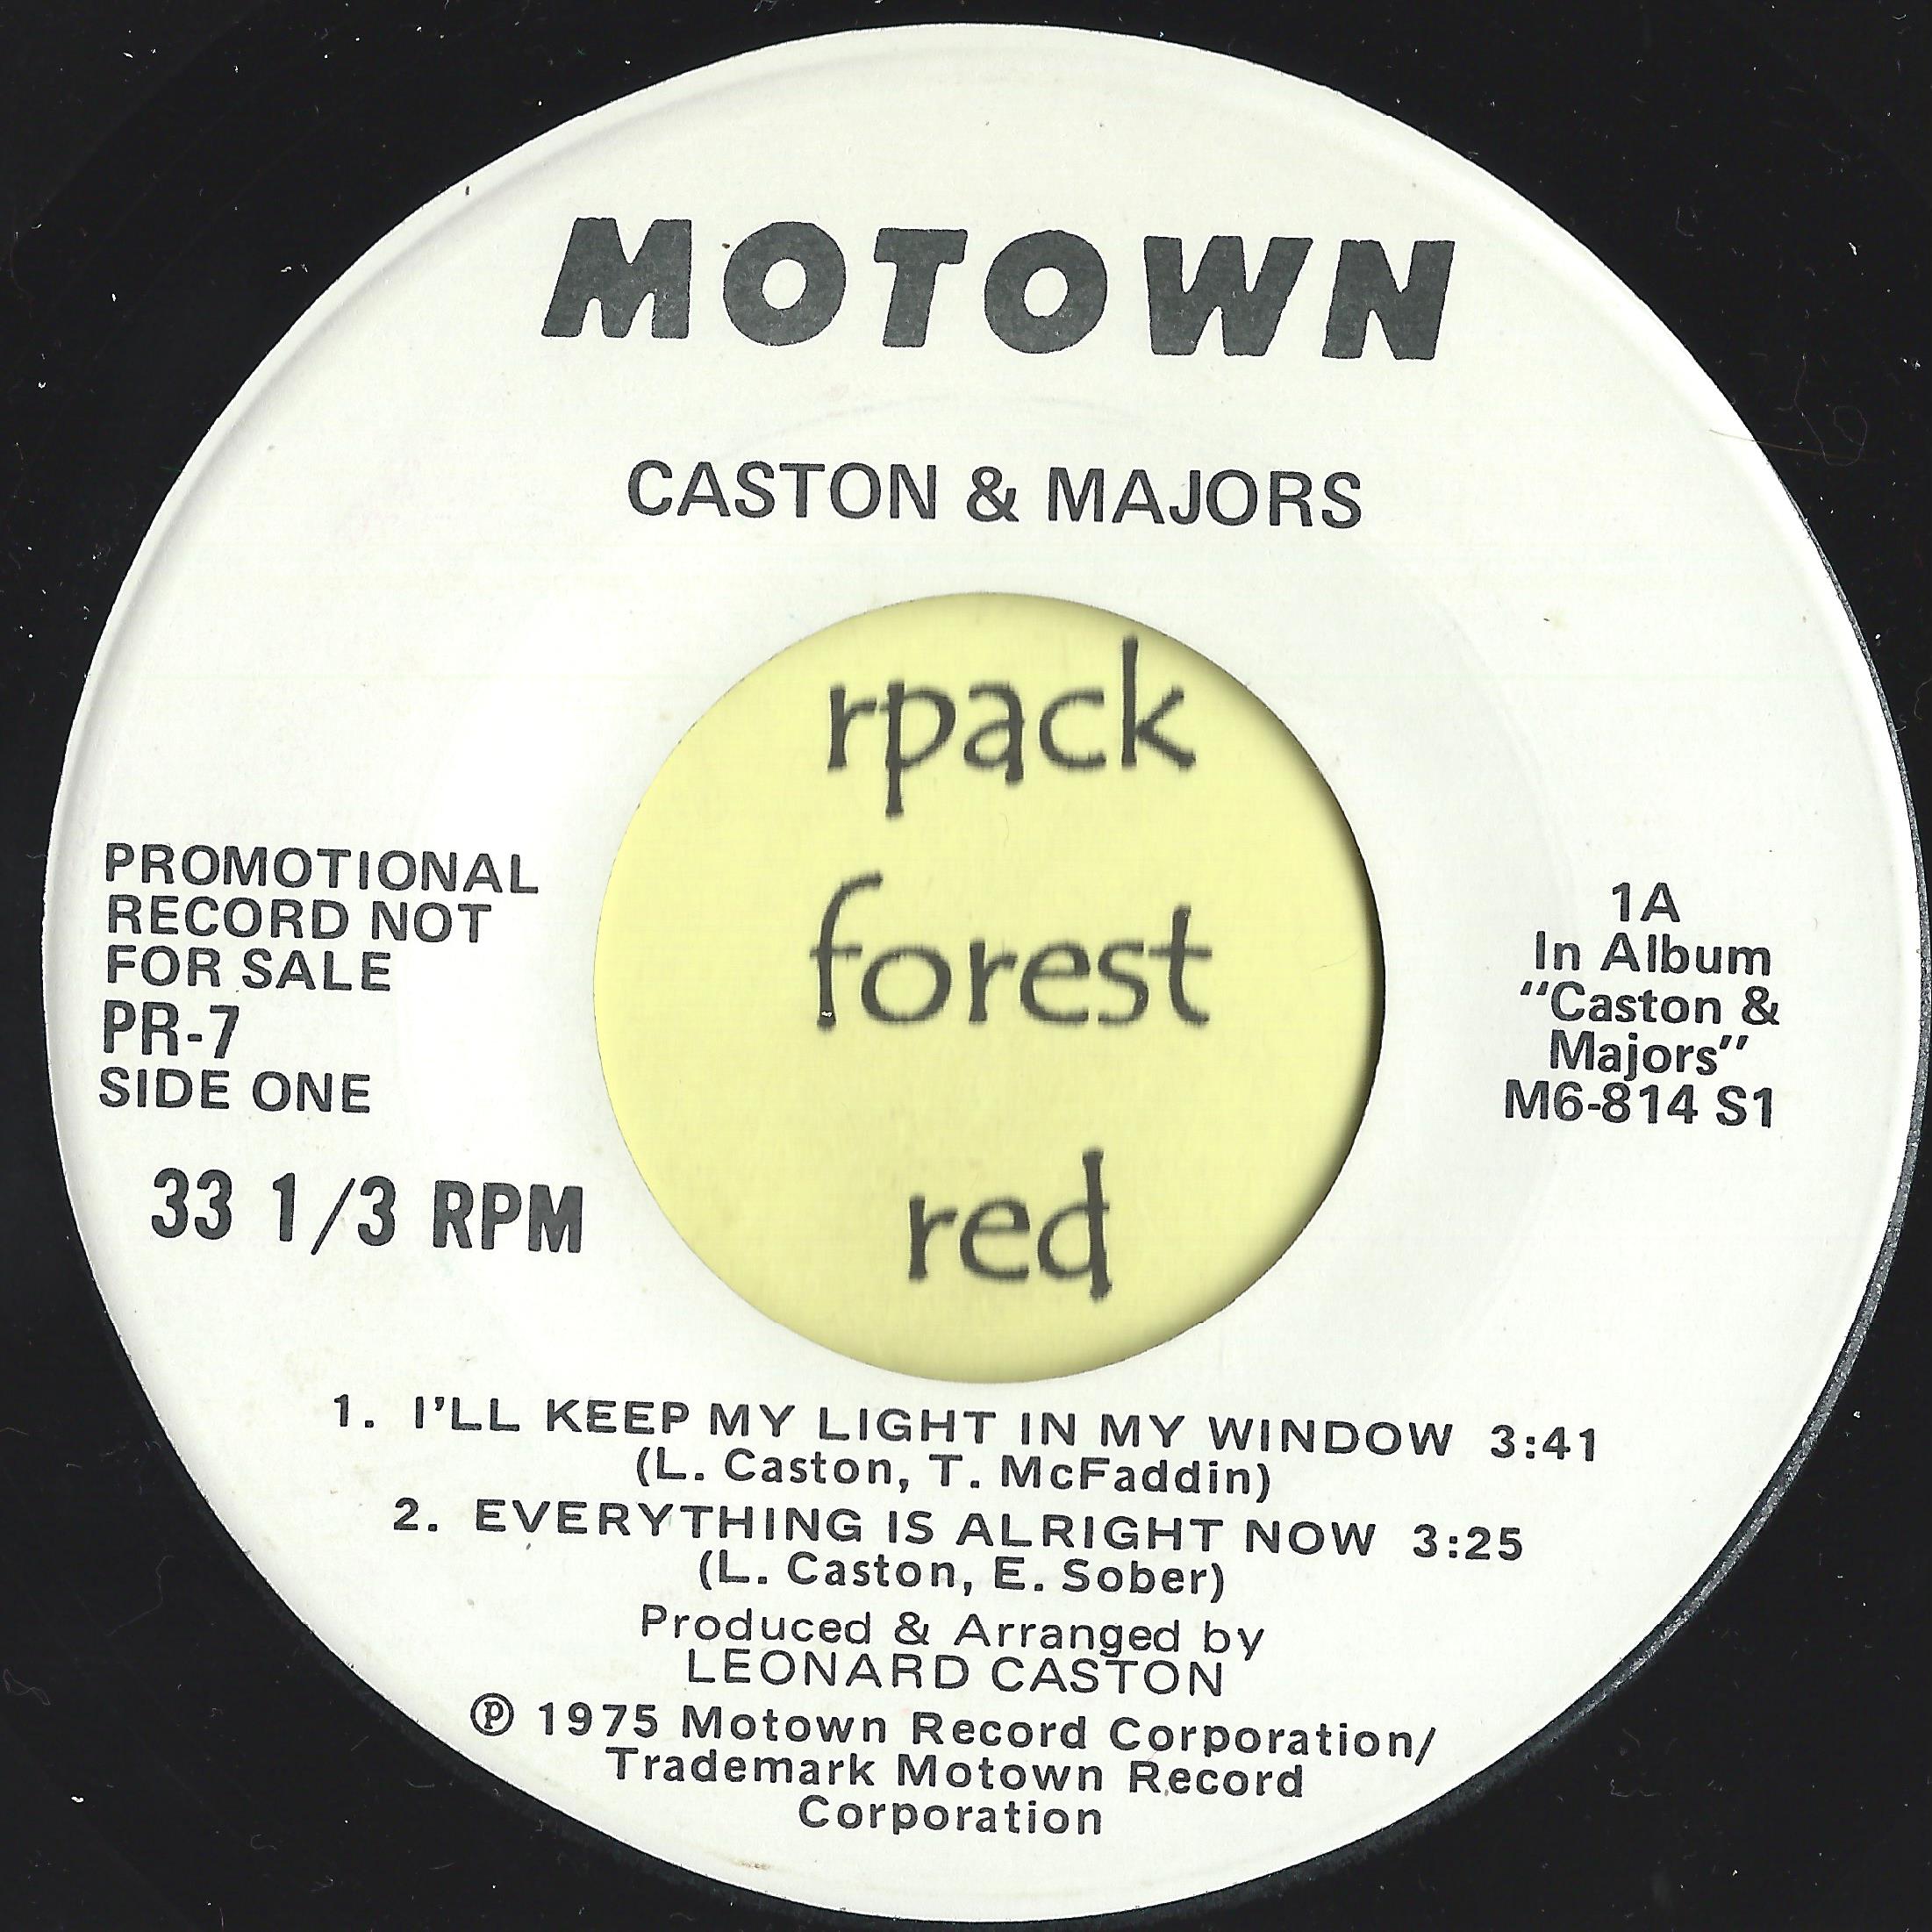 MOTOWN
CASTON & MAJORS
rpack
forest
red
PROMOTIONAL
RECORD NOT
FOR SALE
PR-7
SIDE ONE
33 1/3 RPM
1A
In Album
“Caston &
Majors”
M6-814 S1
1. I'LL KEEP MY LIGHT IN MY WINDOW 3:41
(L. Caston, T. McFaddin)
2. EVERYTHING IS ALRIGHT NOW 3:25
(L. Caston, E. Sober)
Produced & Arranged by
LEONARD CASTON
℗ 1975 Motown Record Corporation/
Trademark Motown Record
Corporation